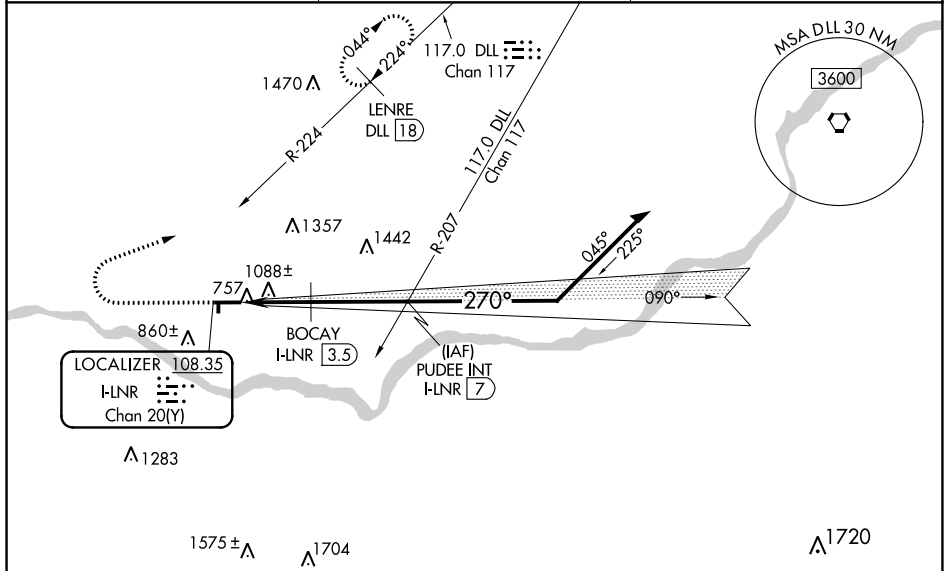 044°
224°
117.0 DLL
Chan 117
1470
LENRE
DLL 18
R-224
117.0 DLL
Chan 117
R-207
MSA DLL 30 NM
3600
1357
1442
045°
225°
1088±
757
270°
090°
860±
BOCAY
I-LNR 3.5
(IAF)
PUDEE INT
I-LNR 7
LOCALIZER 108.35
I-LNR
Chan 20(Y)
1283
1575±
1704
1720